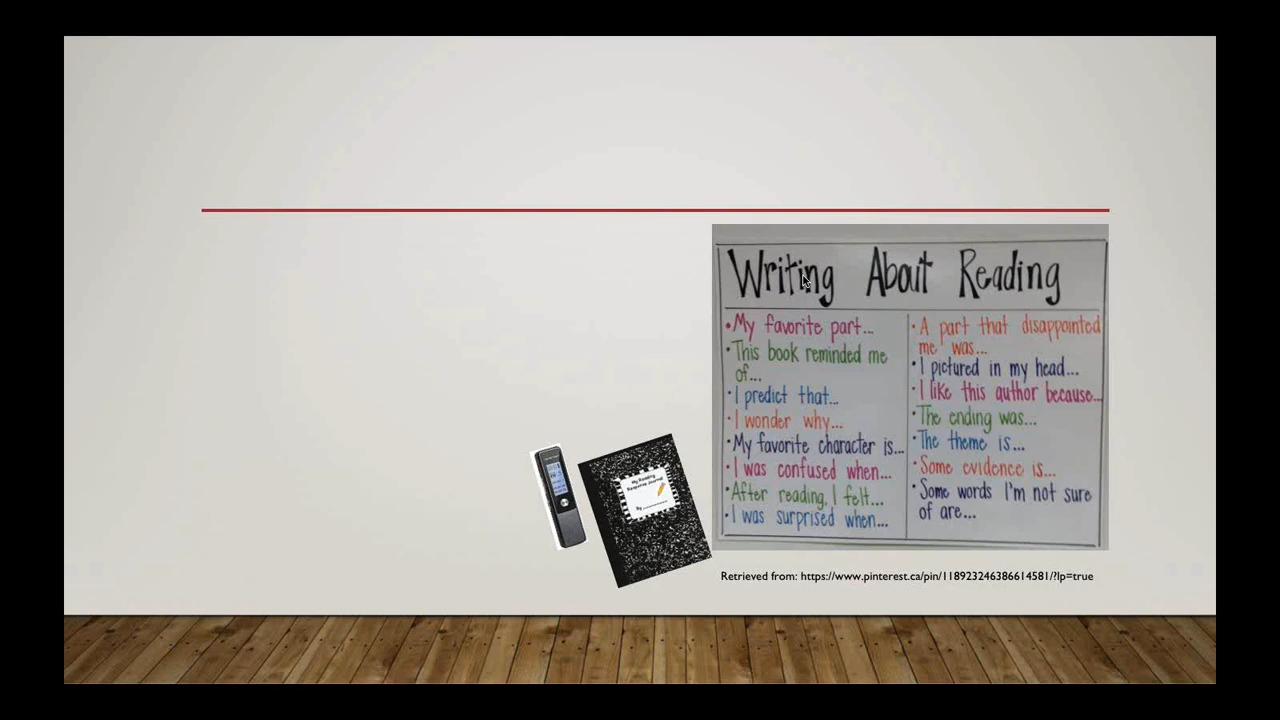 Writing About Reading
• My favorite part...
• This book reminded me
of...
• I predict that...
• I wonder why...
• My favorite character is...
• I was confused when...
• After reading, I felt...
• I was surprised when...
• A part that disappointed
me was...
• I pictured in my head...
• I like this author because...
• The ending was...
• The theme is...
• Some evidence is...
• Some words I'm not sure
of are...
My Reading
Response Journal
By
Retrieved from: https://www.pinterest.ca/pin/118923246386614581/?lp=true